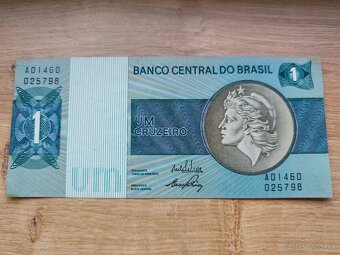 A01460
025798
BANCO CENTRAL DO BRASIL
1
1
UM
CRUZEIRO
um
A01460
025798